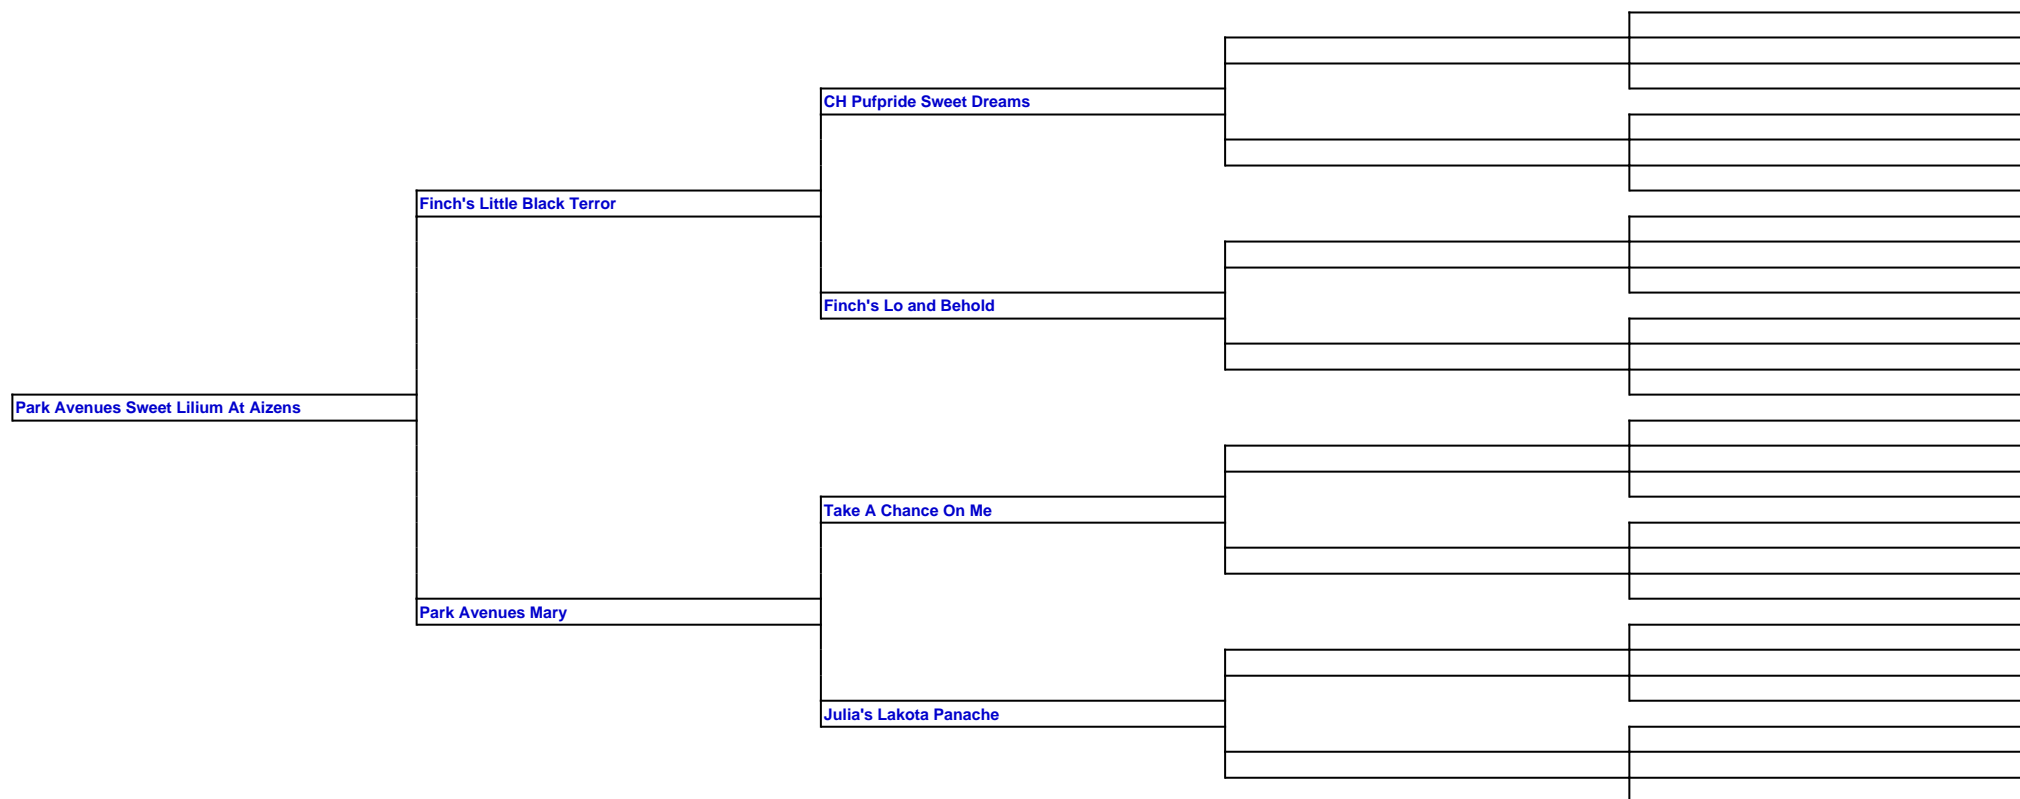 CH Pufpride Sweet Dreams
Finch's Little Black Terror
Finch's Lo and Behold
Park Avenues Sweet Lilium At Aizens
Take A Chance On Me
Park Avenues Mary
Julia's Lakota Panache